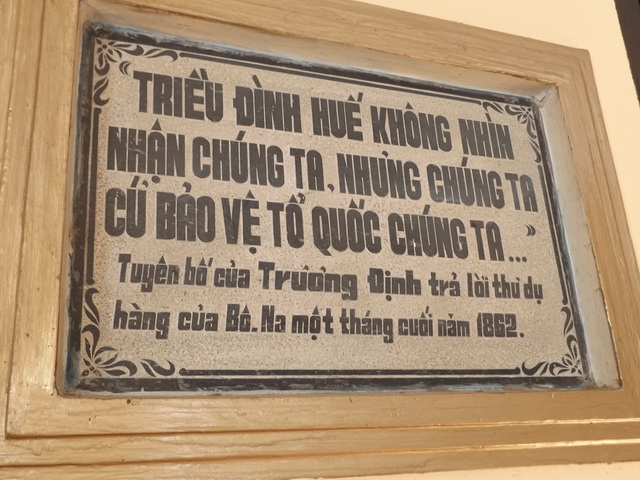 "TRIỀU ĐÌNH HUẾ KHÔNG NHÌN
NHẬN CHÚNG TA, NHƯNG CHÚNG TA
CỨ BẢO VỆ TỔ QUỐC CHÚNG TA..."
Tuyên bố của Trương Định trả lời thư dụ
hàng của Bô.Na một tháng cuối năm 1862.